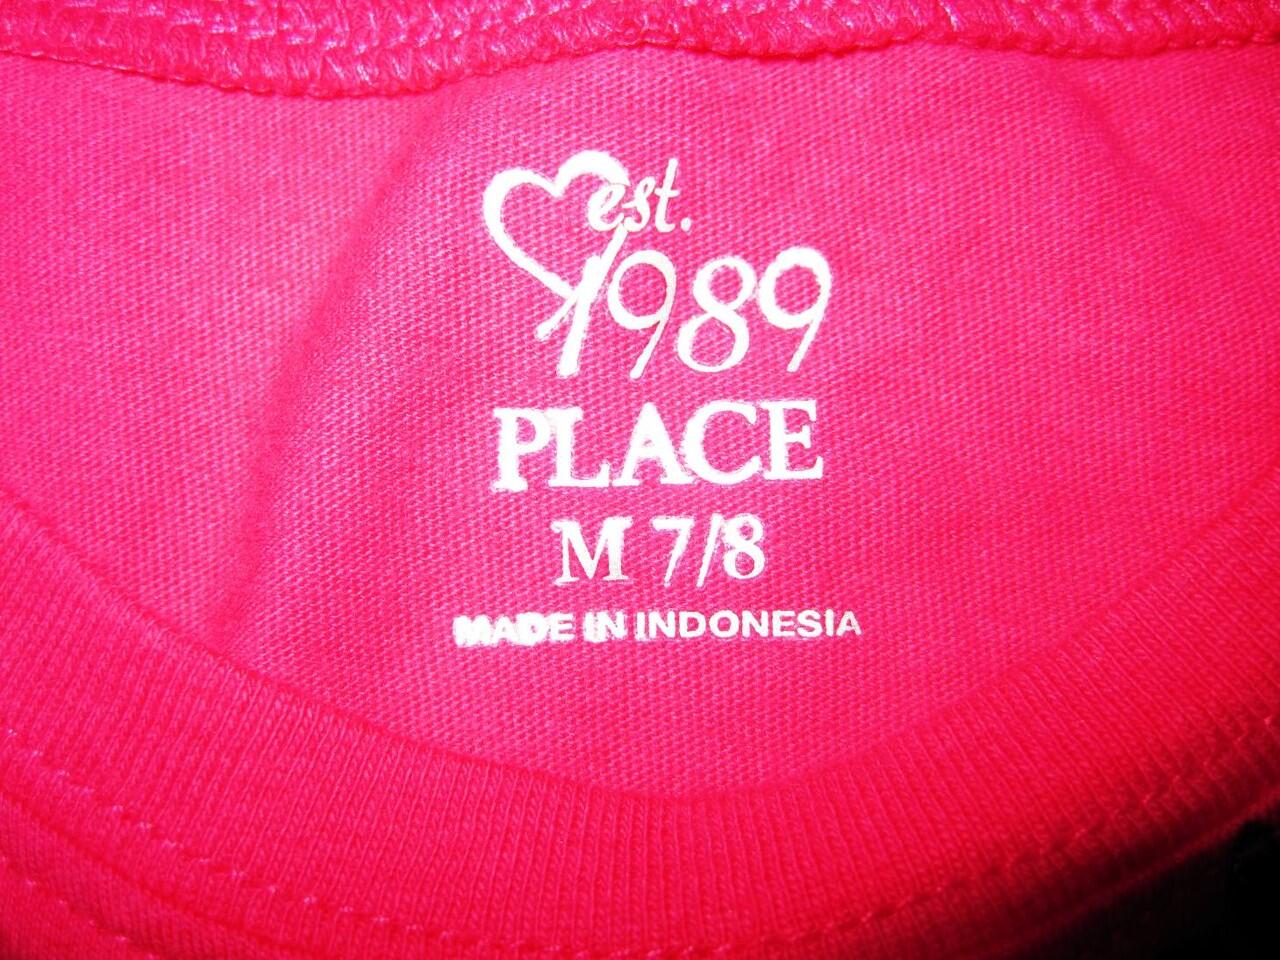 est.
1989
PLACE
M 7/8
MADE IN INDONESIA